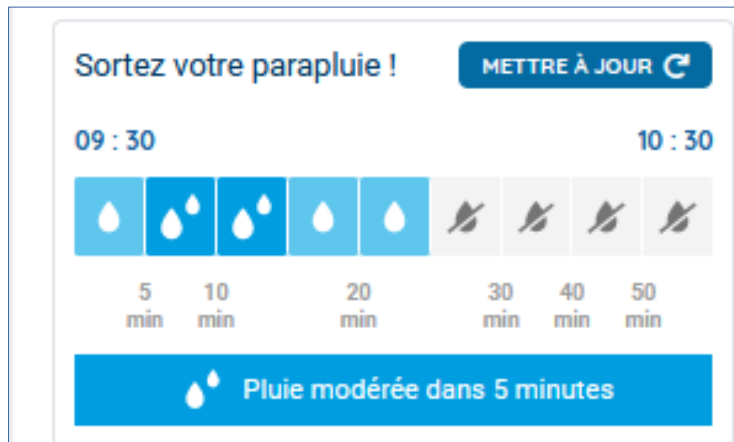 Sortez votre parapluie !
METTRE À JOUR
09 : 30
10 : 30
5 min
10 min
20 min
30 min
40 min
50 min
Pluie modérée dans 5 minutes